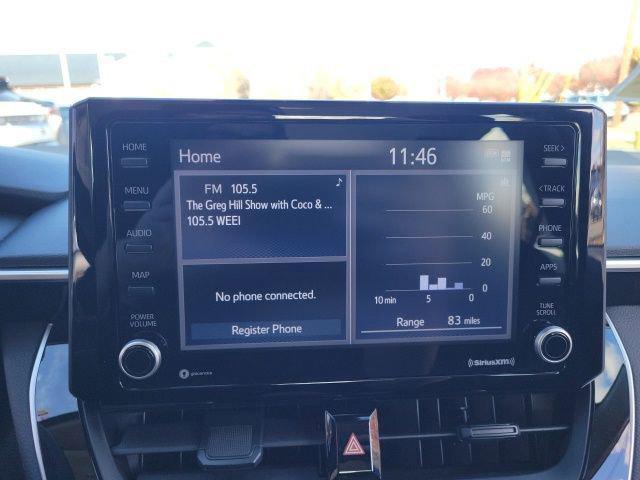 HOME
MENU
AUDIO
MAP
POWER
VOLUME
Home
11:46
FM 105.5
The Greg Hill Show with Coco & ...
105.5 WEEI
No phone connected.
Register Phone
MPG
60
40
20
0
10 min 5 0
Range 83 miles
SEEK>
<TRACK
PHONE
APPS
TUNE
SCROLL
gracenote
SiriusXM